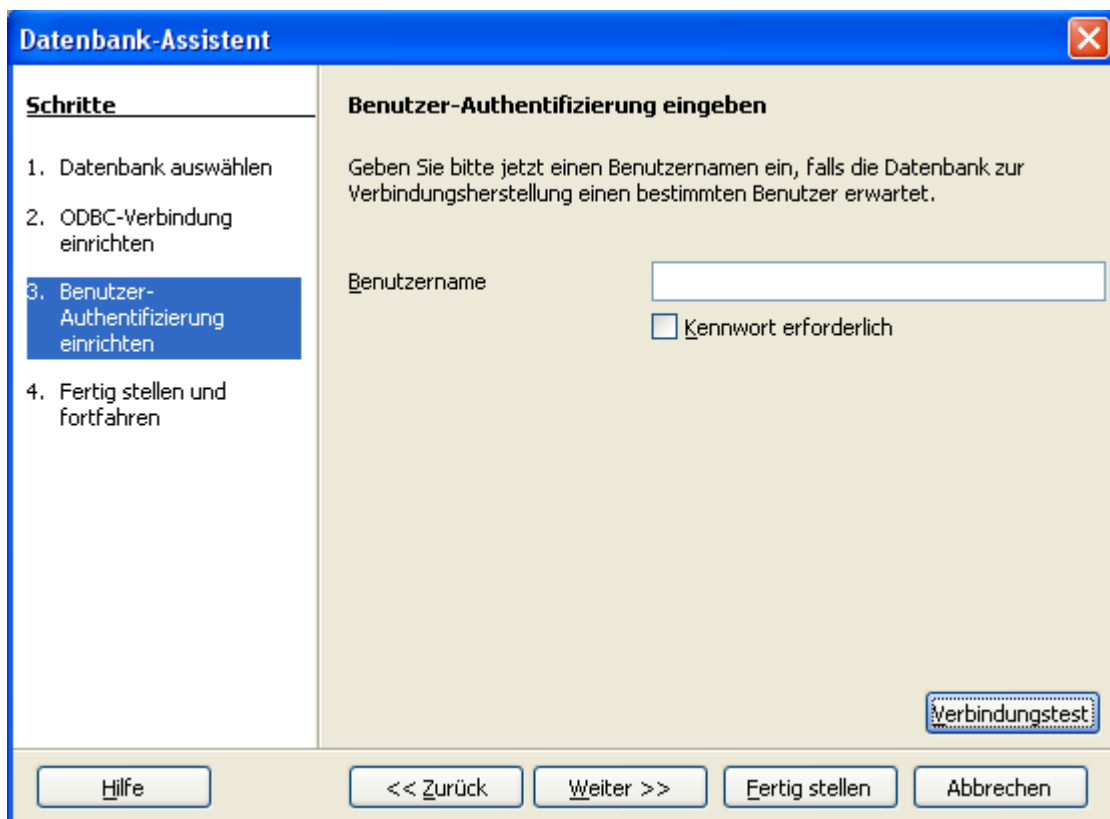 Datenbank-Assistent
Schritte
1. Datenbank auswählen
2. ODBC-Verbindung
einrichten
3. Benutzer-
Authentifizierung
einrichten
4. Fertig stellen und
fortfahren
Benutzer-Authentifizierung eingeben
Geben Sie bitte jetzt einen Benutzernamen ein, falls die Datenbank zur
Verbindungsherstellung einen bestimmten Benutzer erwartet.
Benutzername
Kennwort erforderlich
Verbindungstest
Hilfe
<< Zurück
Weiter >>
Fertig stellen
Abbrechen